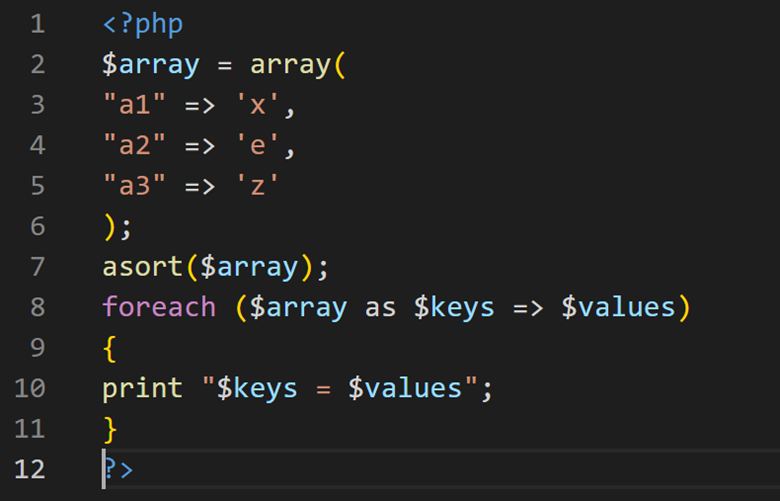 1 <?php
2 $array = array(
3 "a1" => 'x',
4 "a2" => 'e',
5 "a3" => 'z'
6 );
7 asort($array);
8 foreach ($array as $keys => $values)
9 {
10 print "$keys = $values";
11 }
12 ?>